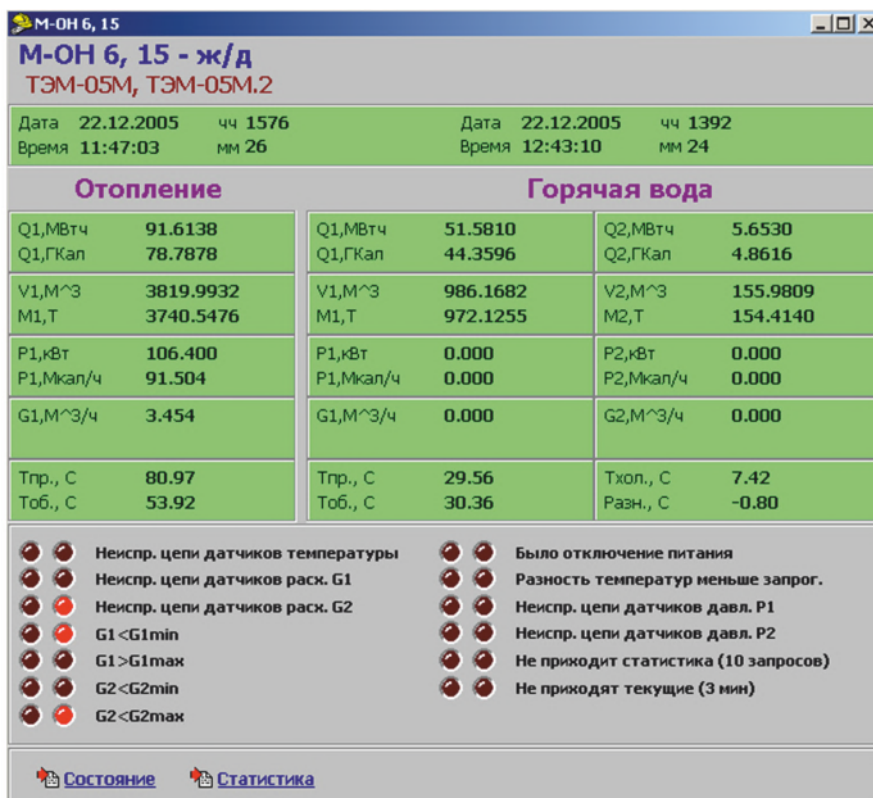 М-ОН 6, 15
М-ОН 6, 15 - ж/д
ТЭМ-05М, ТЭМ-05М.2
Дата 22.12.2005 чч 1576 Дата 22.12.2005 чч 1392
Время 11:47:03 мм 26 Время 12:43:10 мм 24
Отопление Горячая вода
Q1,МВтч 91.6138 Q1,МВтч 51.5810 Q2,МВтч 5.6530
Q1,ГКал 78.7878 Q1,ГКал 44.3596 Q2,ГКал 4.8616
V1,М^3 3819.9932 V1,М^3 986.1682 V2,М^3 155.9809
М1,Т 3740.5476 М1,Т 972.1255 М2,Т 154.4140
Р1,кВт 106.400 Р1,кВт 0.000 Р2,кВт 0.000
Р1,Мкал/ч 91.504 Р1,Мкал/ч 0.000 Р2,Мкал/ч 0.000
G1,М^3/ч 3.454 G1,М^3/ч 0.000 G2,М^3/ч 0.000
Тпр., С 80.97 Тпр., С 29.56 Тхол., С 7.42
Тоб., С 53.92 Тоб., С 30.36 Разн., С -0.80
Неиспр. цепи датчиков температуры Было отключение питания
Неиспр. цепи датчиков расх. G1 Разность температур меньше запрог.
Неиспр. цепи датчиков расх. G2 Неиспр. цепи датчиков давл. Р1
G1<G1min Неиспр. цепи датчиков давл. Р2
G1>G1max Не приходит статистика (10 запросов)
G2<G2min Не приходят текущие (3 мин)
G2<G2max
Состояние Статистика